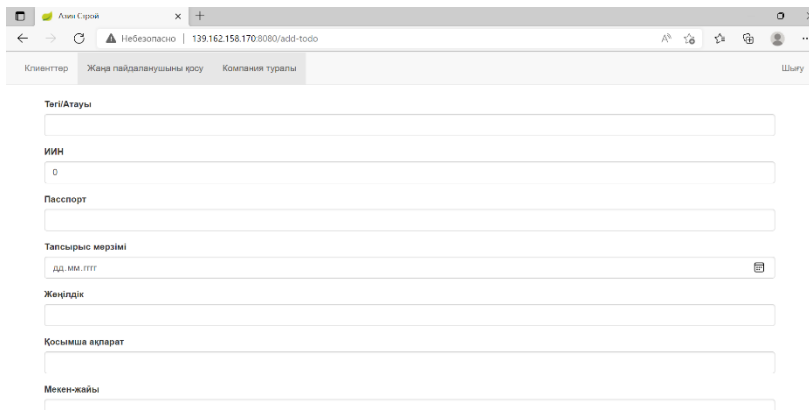 Азия Строй
Небезопасно | 139.162.158.170:8080/add-todo
Клиенттер Жаңа пайдаланушыны қосу Компания туралы Шығу
Тегі/Атауы
ИИН
0
Пасспорт
Тапсырыс мерзімі
дд.мм.гггг
Жеңілдік
Қосымша ақпарат
Мекен-жайы